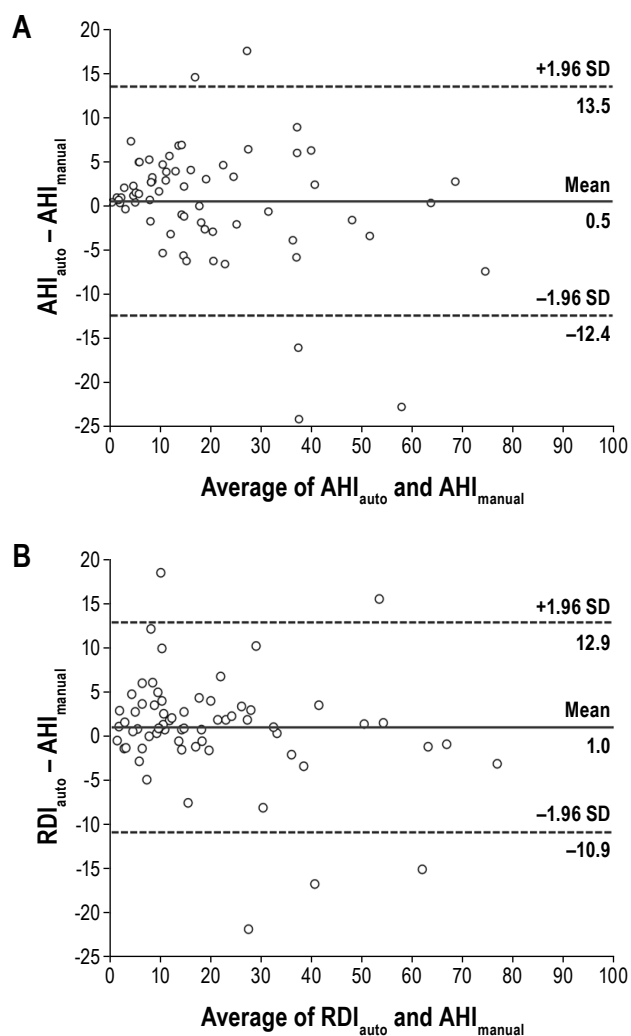 A
20
15
10
5
0
-5
-10
-15
-20
-25
AHIauto – AHImanual
+1.96 SD
13.5
Mean
0.5
–1.96 SD
–12.4
0 10 20 30 40 50 60 70 80 90 100
Average of AHIauto and AHImanual
B
20
15
10
5
0
-5
-10
-15
-20
-25
RDIauto – AHImanual
+1.96 SD
12.9
Mean
1.0
–1.96 SD
–10.9
0 10 20 30 40 50 60 70 80 90 100
Average of RDIauto and AHImanual